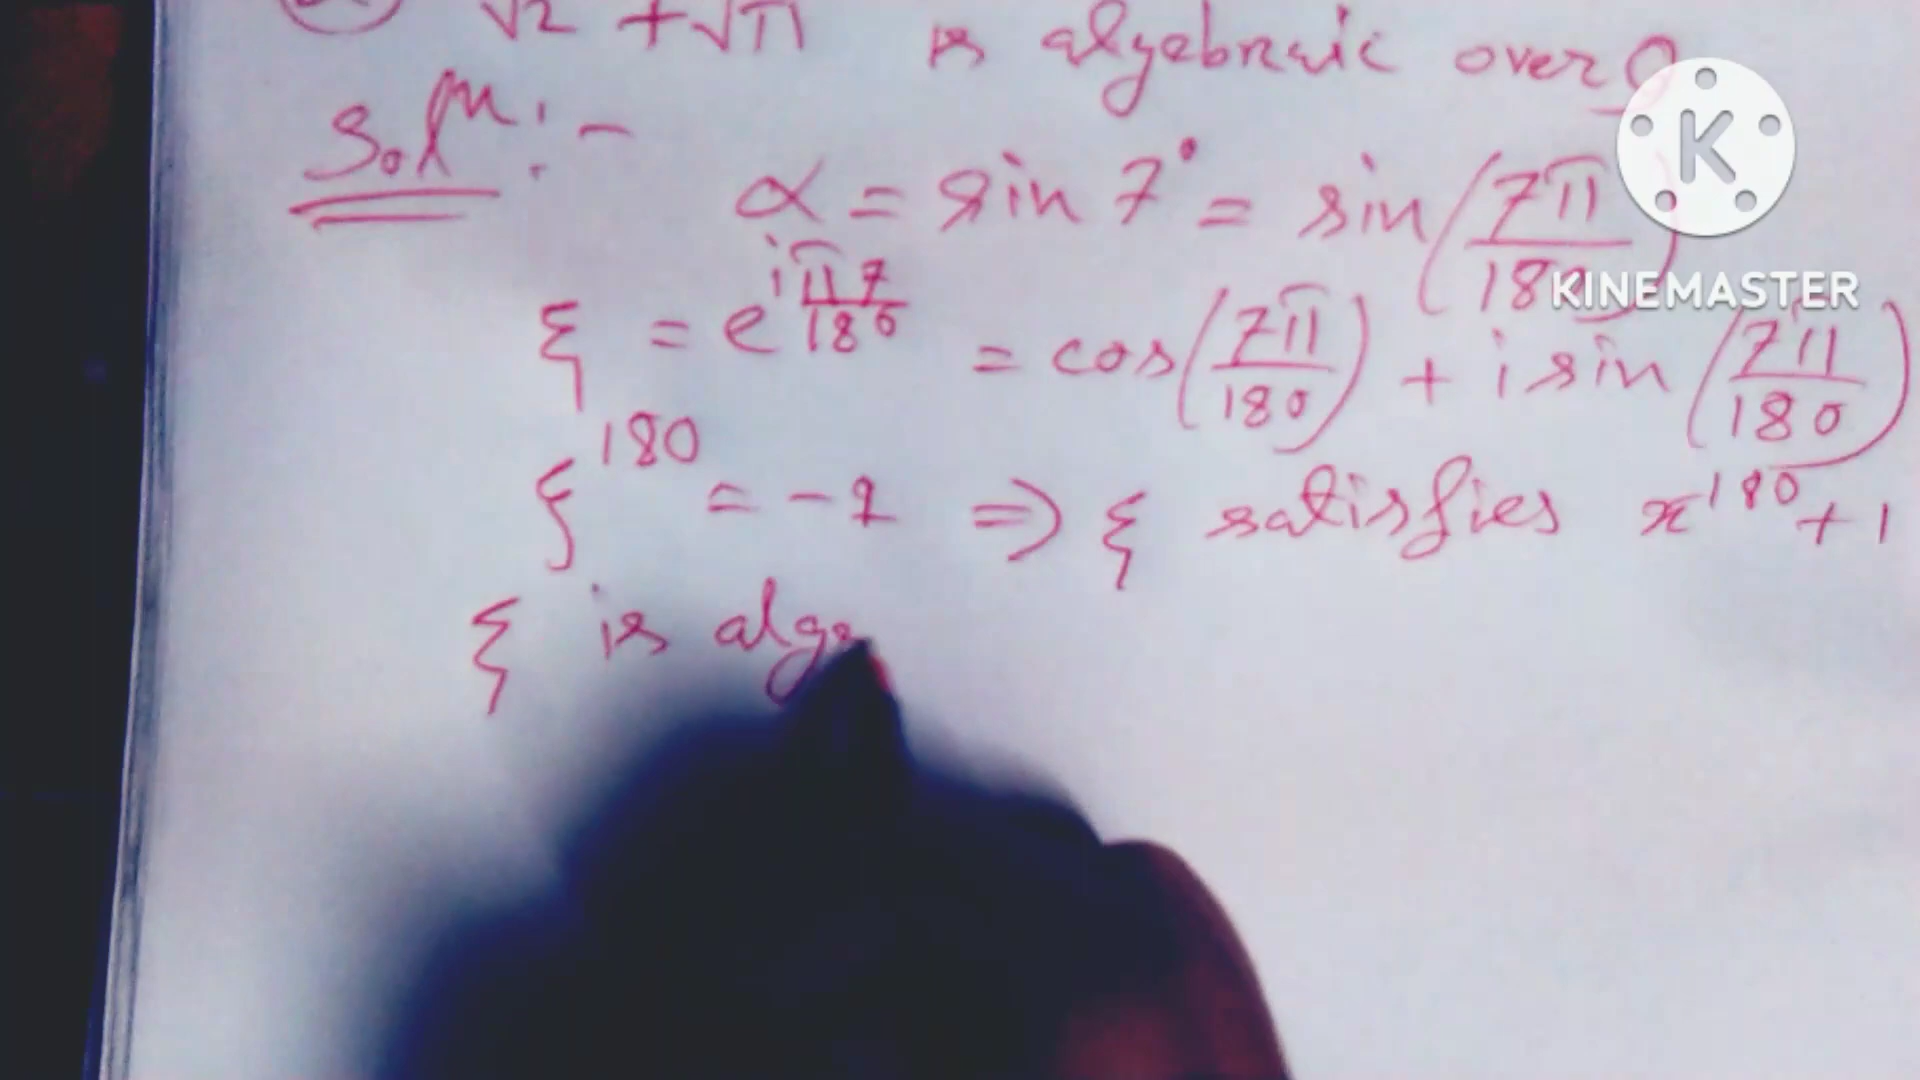 √2 + √π is algebraic over Q
Solⁿ:-
α = sin 7° = sin(7π/180)
ξ = e^{iπ7/180} = cos(7π/180) + i sin(7π/180)
ξ^{180} = -1 ⇒ ξ satisfies x^{180}+1
ξ is alge
KINEMASTER